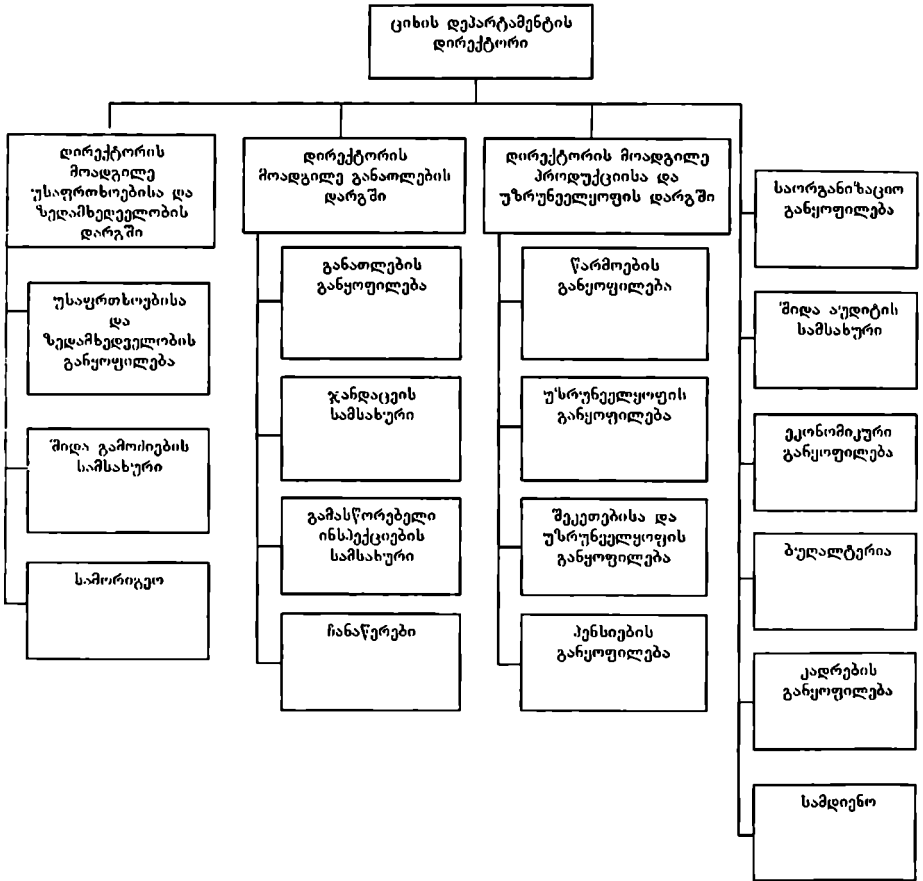 ციხის დეპარტამენტის
დირექტორი
დირექტორის
მოადგილე
უსაფრთხოებისა და
ზედამხედველობის
დარგში
უსაფრთხოებისა
და
ზედამხედველობის
განყოფილება
შიდა გამოძიების
სამსახური
სამორიგეო
დირექტორის
მოადგილე განათლების
დარგში
განათლების
განყოფილება
ჯანდაცვის
სამსახური
გამასწორებელი
ინსპექციების
სამსახური
ჩანაწერები
დირექტორის მოადგილე
პროდუქციისა და
უზრუნველყოფის დარგში
წარმოების
განყოფილება
უზრუნველყოფის
განყოფილება
შეკეთებისა და
უზრუნველყოფის
განყოფილება
პენსიების
განყოფილება
საორგანიზაციო
განყოფილება
შიდა აუდიტის
სამსახური
ეკონომიკური
განყოფილება
ბუღალტერია
კადრების
განყოფილება
სამდივნო